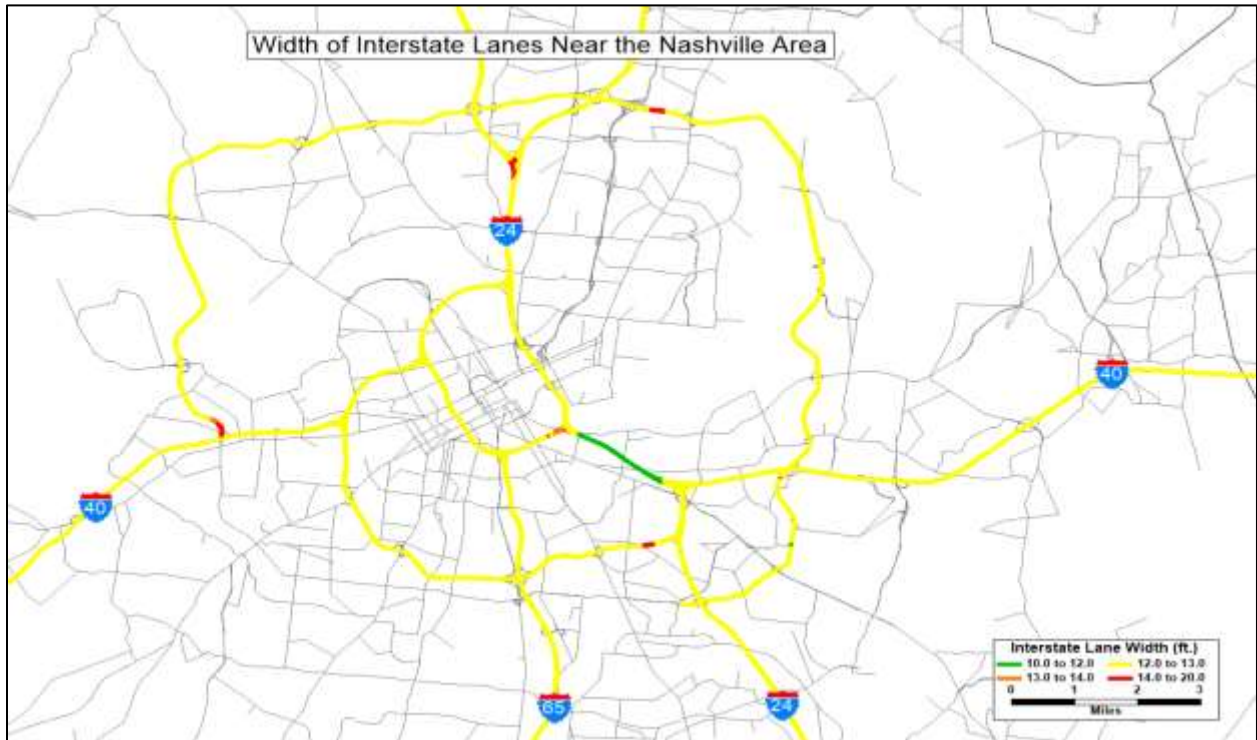 Width of Interstate Lanes Near the Nashville Area
24
40
40
65
24
Interstate Lane Width (ft.)
10.0 to 12.0 12.0 to 13.0
13.0 to 14.0 14.0 to 20.0
0 1 2 3
Miles